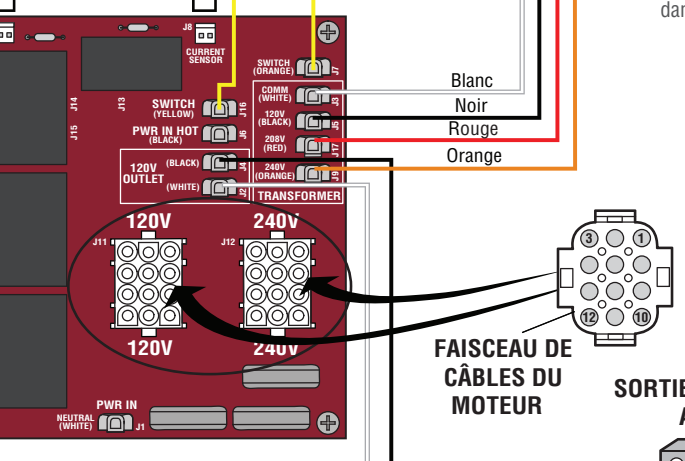 dan
J8
CURRENT
SENSOR
SWITCH
(ORANGE)
J7
COMM
(WHITE)
J3
Blanc
J14
J13
SWITCH
(YELLOW)
J16
120V
(BLACK)
J5
Noir
J15
PWR IN HOT
(BLACK)
J6
208V
(RED)
J17
Rouge
120V
OUTLET
(BLACK)
J4
240V
(ORANGE)
J9
Orange
(WHITE)
J2
TRANSFORMER
120V
240V
J11
J12
3
1
12
10
120V
240V
FAISCEAU DE
CÂBLES DU
MOTEUR
SORTIE
A
PWR IN
NEUTRAL
(WHITE)
J1